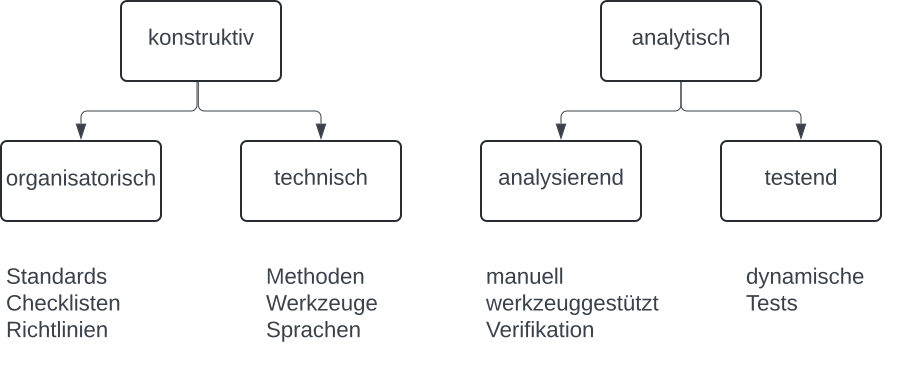 konstruktiv
analytisch
organisatorisch
technisch
analysierend
testend
Standards
Checklisten
Richtlinien
Methoden
Werkzeuge
Sprachen
manuell
werkzeuggestützt
Verifikation
dynamische
Tests